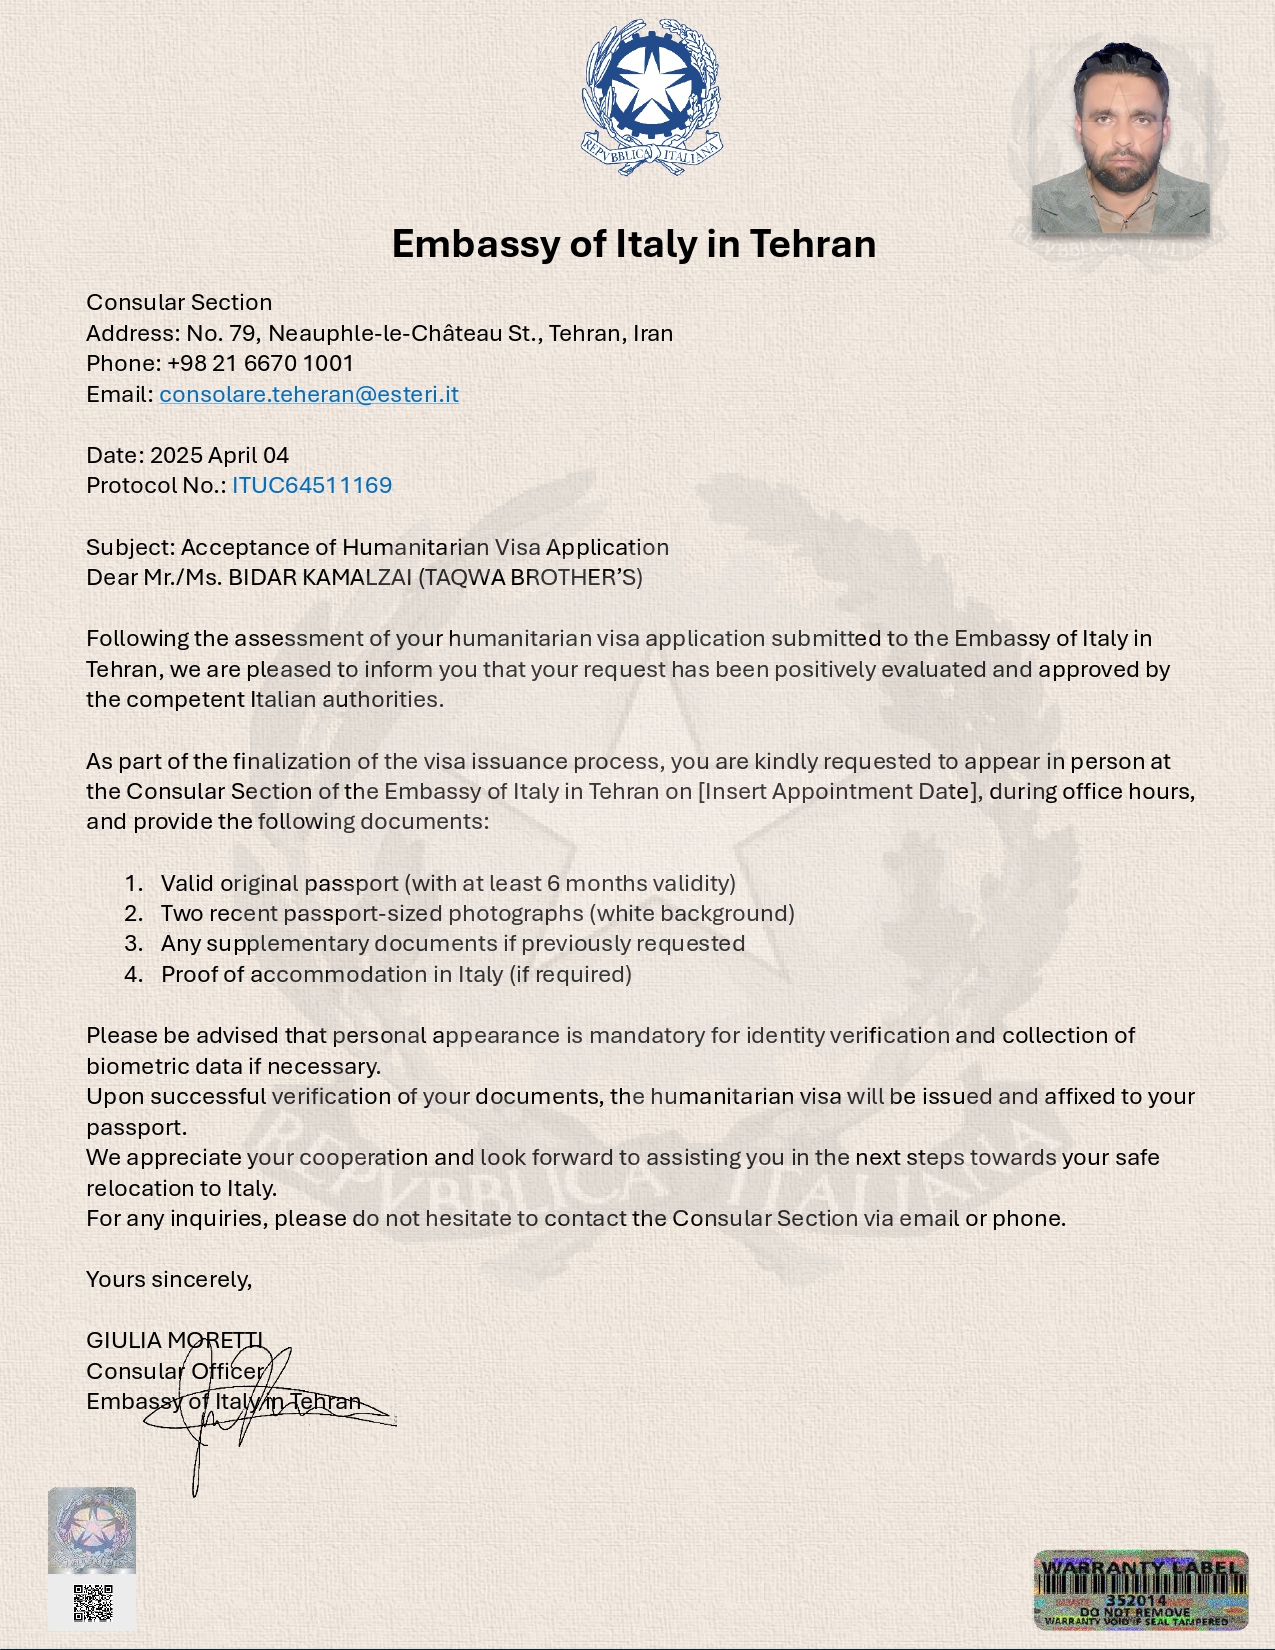 REPVBBLICA ITALIANA
Embassy of Italy in Tehran
Consular Section
Address: No. 79, Neauphle-le-Château St., Tehran, Iran
Phone: +98 21 6670 1001
Email: consolare.teheran@esteri.it
Date: 2025 April 04
Protocol No.: ITUC64511169
Subject: Acceptance of Humanitarian Visa Application
Dear Mr./Ms. BIDAR KAMALZAI (TAQWA BROTHER’S)
Following the assessment of your humanitarian visa application submitted to the Embassy of Italy in
Tehran, we are pleased to inform you that your request has been positively evaluated and approved by
the competent Italian authorities.
As part of the finalization of the visa issuance process, you are kindly requested to appear in person at
the Consular Section of the Embassy of Italy in Tehran on [Insert Appointment Date], during office hours,
and provide the following documents:
1. Valid original passport (with at least 6 months validity)
2. Two recent passport-sized photographs (white background)
3. Any supplementary documents if previously requested
4. Proof of accommodation in Italy (if required)
Please be advised that personal appearance is mandatory for identity verification and collection of
biometric data if necessary.
Upon successful verification of your documents, the humanitarian visa will be issued and affixed to your
passport.
REPVBBLICA ITALIANA
We appreciate your cooperation and look forward to assisting you in the next steps towards your safe
relocation to Italy.
For any inquiries, please do not hesitate to contact the Consular Section via email or phone.
Yours sincerely,
GIULIA MORETTI
Consular Officer
Embassy of Italy in Tehran
WARRANTY LABEL
352014
DO NOT REMOVE
WARRANTY VOID IF SEAL TAMPERED